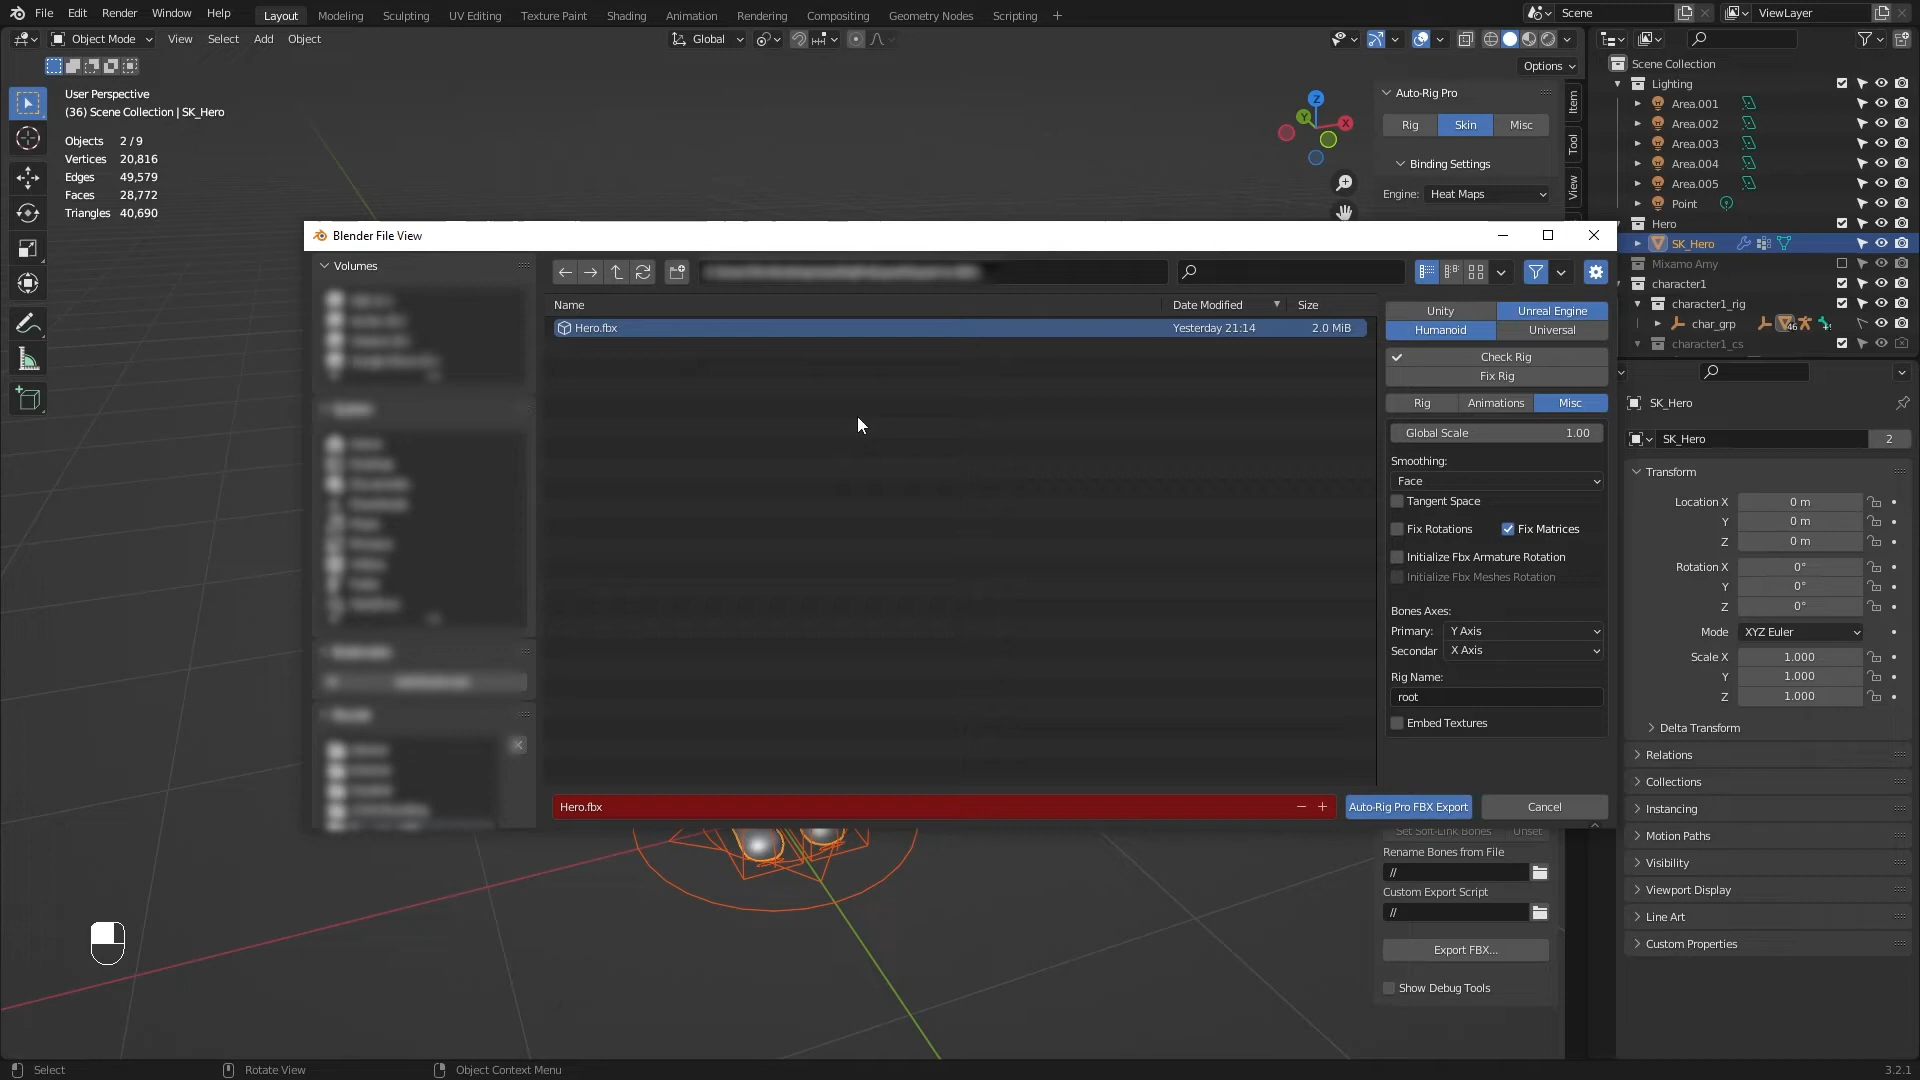 File Edit Render Window Help Layout Modeling Sculpting UV Editing Texture Paint Shading Animation Rendering Compositing Geometry Nodes Scripting + Scene ViewLayer
Object Mode View Select Add Object Global
Options
User Perspective
(36) Scene Collection | SK_Hero
Objects 2 / 9
Vertices 20,816
Edges 49,579
Faces 28,772
Triangles 40,690
Z
Y
X
Auto-Rig Pro
Rig Skin Misc
Binding Settings
Engine: Heat Maps
Item
Tool
View
Scene Collection
Lighting
Area.001
Area.002
Area.003
Area.004
Area.005
Point
Hero
SK_Hero
Mixamo Amy
character1
character1_rig
char_grp 46
character1_cs
Blender File View
Volumes
Name Date Modified Size
Hero.fbx Yesterday 21:14 2.0 MiB
Unity Unreal Engine
Humanoid Universal
Check Rig
Fix Rig
Rig Animations Misc
Global Scale 1.00
Smoothing:
Face
Tangent Space
Fix Rotations Fix Matrices
Initialize Fbx Armature Rotation
Initialize Fbx Meshes Rotation
Bones Axes:
Primary: Y Axis
Secondar X Axis
Rig Name:
root
Embed Textures
Hero.fbx Auto-Rig Pro FBX Export Cancel
Set Soft-Link Bones Unset
Rename Bones from File
//
Custom Export Script
//
Export FBX...
Show Debug Tools
SK_Hero
SK_Hero 2
Transform
Location X 0 m
Y 0 m
Z 0 m
Rotation X 0°
Y 0°
Z 0°
Mode XYZ Euler
Scale X 1.000
Y 1.000
Z 1.000
Delta Transform
Relations
Collections
Instancing
Motion Paths
Visibility
Viewport Display
Line Art
Custom Properties
Select Rotate View Object Context Menu 3.2.1